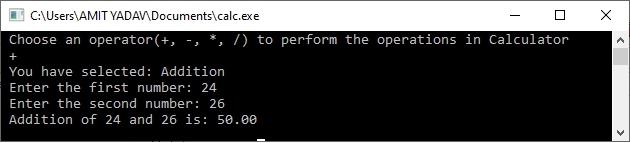 C:\Users\AMIT YADAV\Documents\calc.exe
Choose an operator(+, -, *, /) to perform the operations in Calculator
+
You have selected: Addition
Enter the first number: 24
Enter the second number: 26
Addition of 24 and 26 is: 50.00